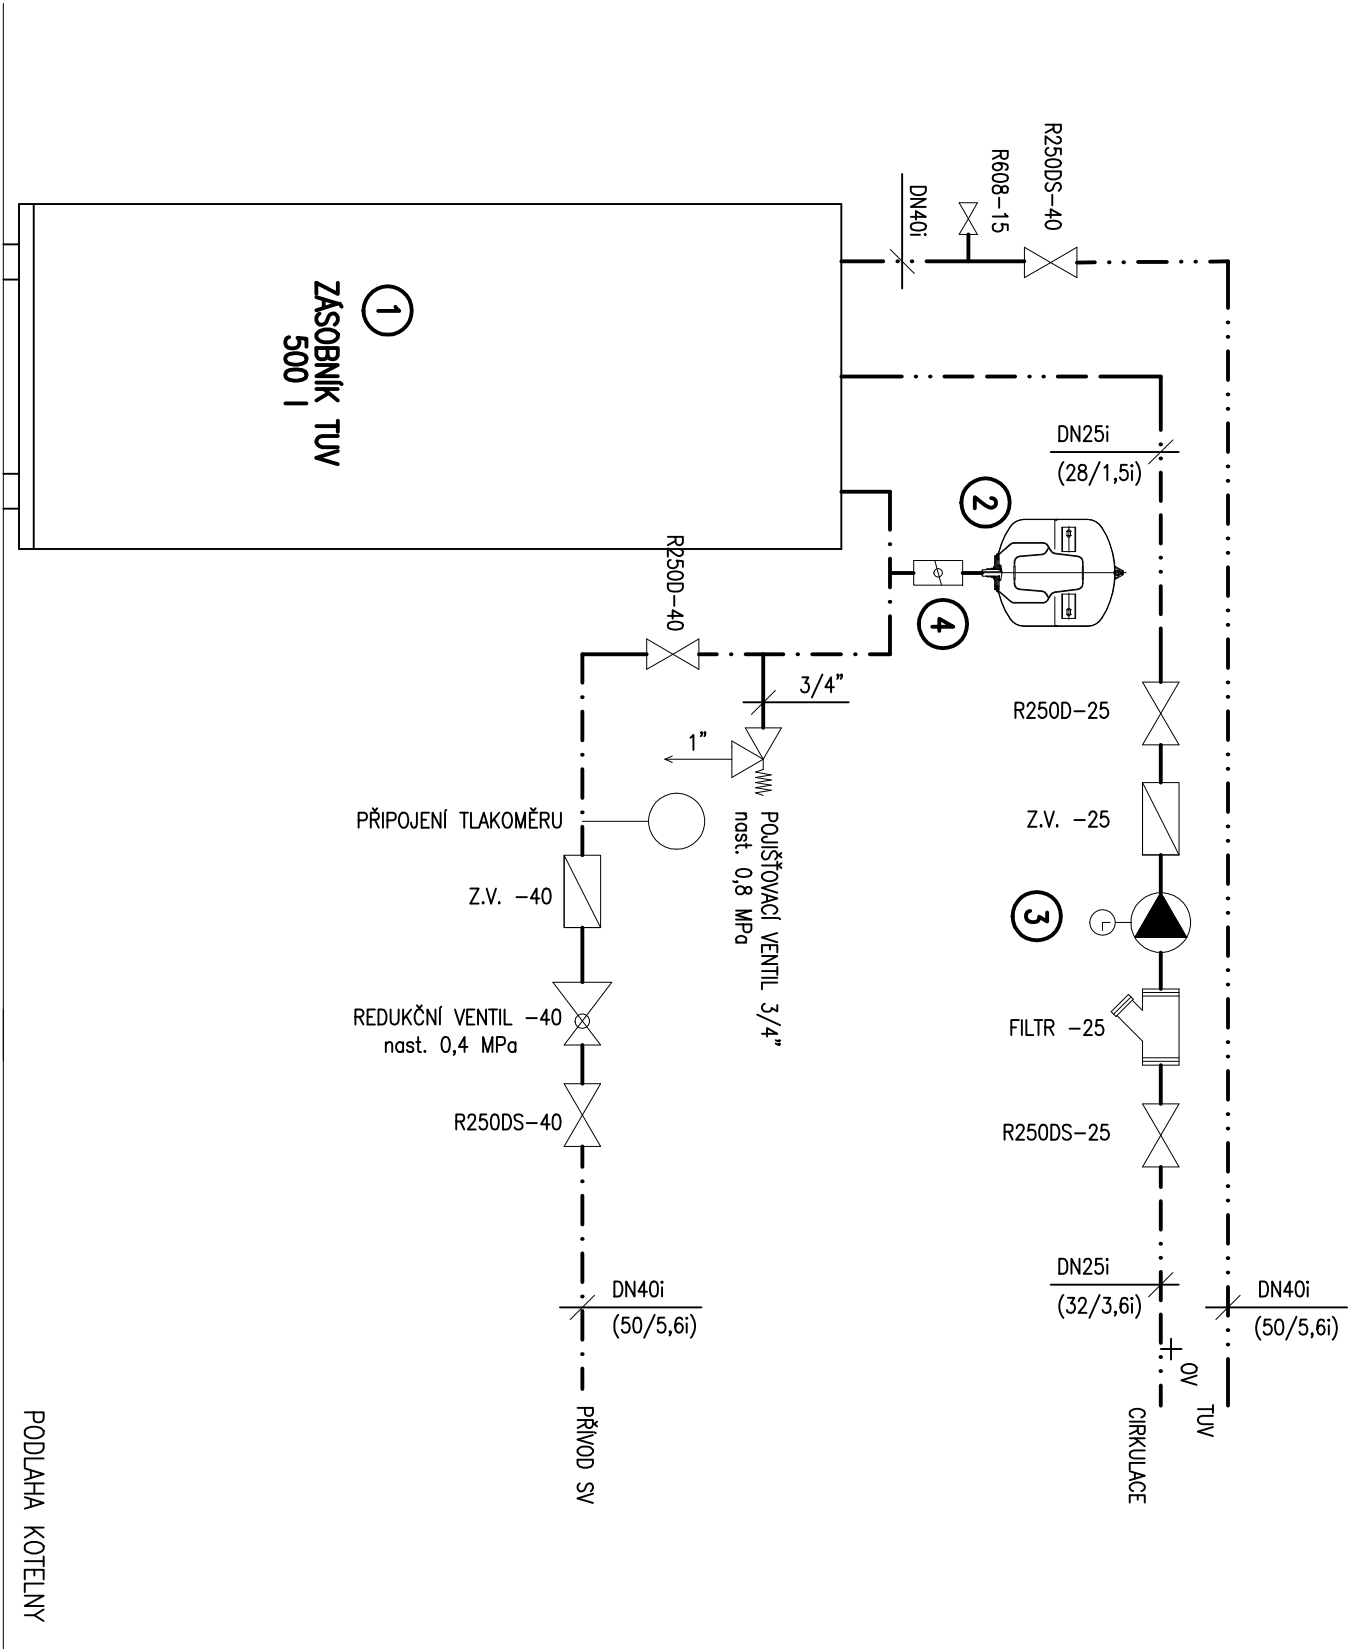 R250DS-40
R608-15
DN40i
1
ZÁSOBNÍK TUV
500 l
DN25i
(28/1,5i)
2
4
R250D-40
3/4"
1"
R250D-25
PŘIPOJENÍ TLAKOMĚRU
POJIŠŤOVACÍ VENTIL 3/4"
nast. 0,8 MPa
Z.V. -25
Z.V. -40
3
REDUKČNÍ VENTIL -40
nast. 0,4 MPa
FILTR -25
R250DS-40
R250DS-25
DN40i
(50/5,6i)
DN25i
(32/3,6i)
DN40i
(50/5,6i)
OV
TUV
CIRKULACE
PŘÍVOD SV
PODLAHA KOTELNY